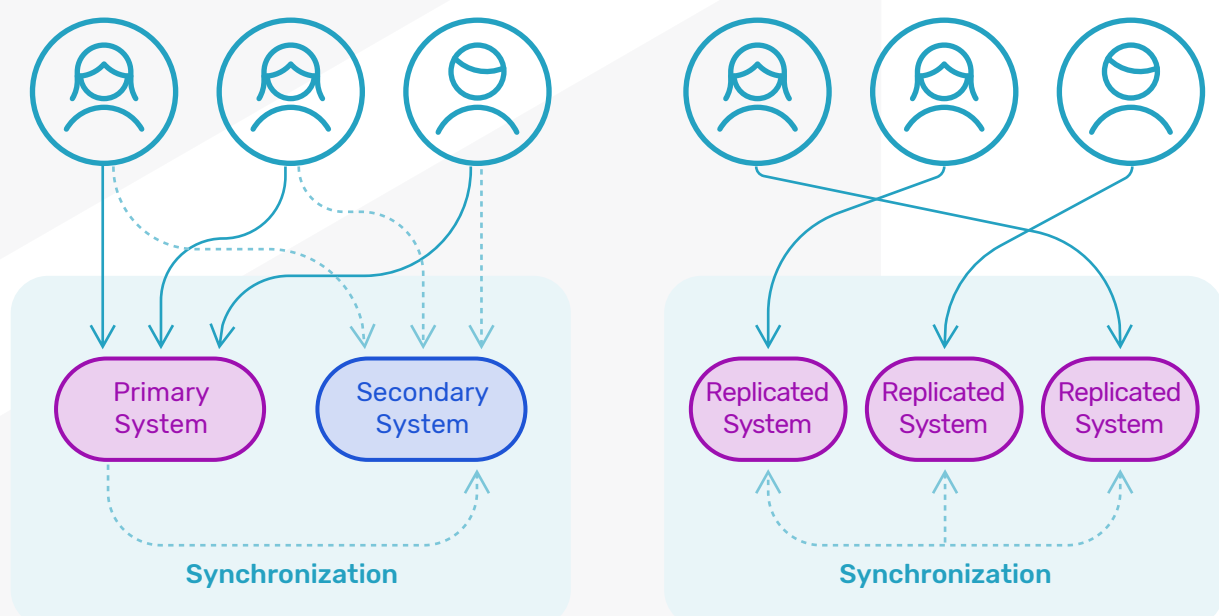 Primary
System
Secondary
System
Synchronization
Replicated
System
Replicated
System
Replicated
System
Synchronization